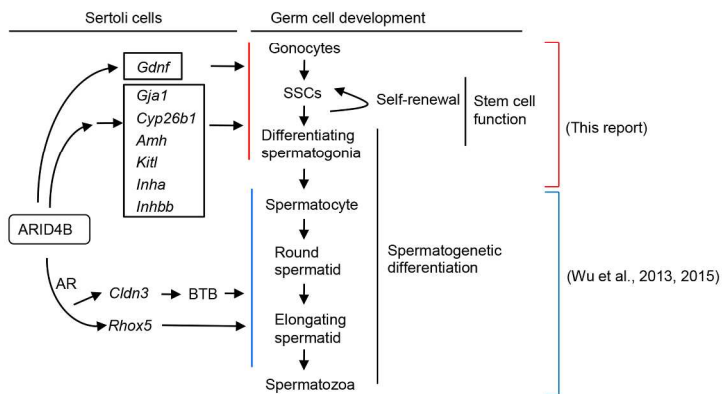 Sertoli cells
Germ cell development
Gdnf
Gja1
Cyp26b1
Amh
Kitl
Inha
Inhbb
ARID4B
AR
Cldn3
BTB
Rhox5
Gonocytes
SSCs
Self-renewal
Stem cell
function
Differentiating
spermatogonia
Spermatocyte
Round
spermatid
Elongating
spermatid
Spermatozoa
Spermatogenetic
differentiation
(This report)
(Wu et al., 2013, 2015)